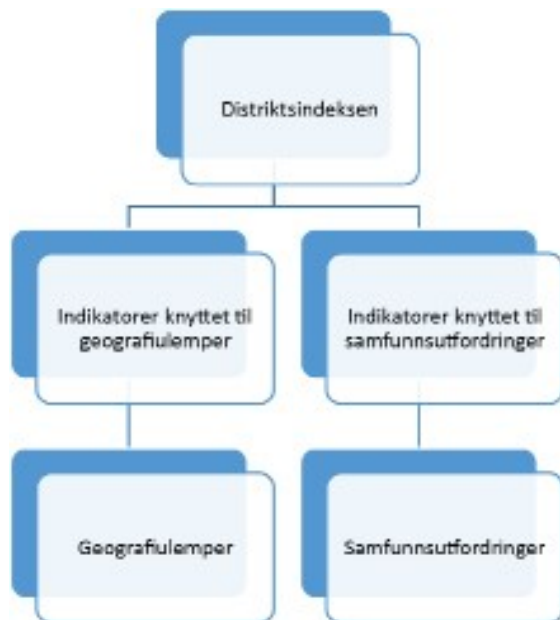 Distriktsindeksen
Indikatorer knyttet til
geografiulemper
Indikatorer knyttet til
samfunnsutfordringer
Geografiulemper
Samfunnsutfordringer